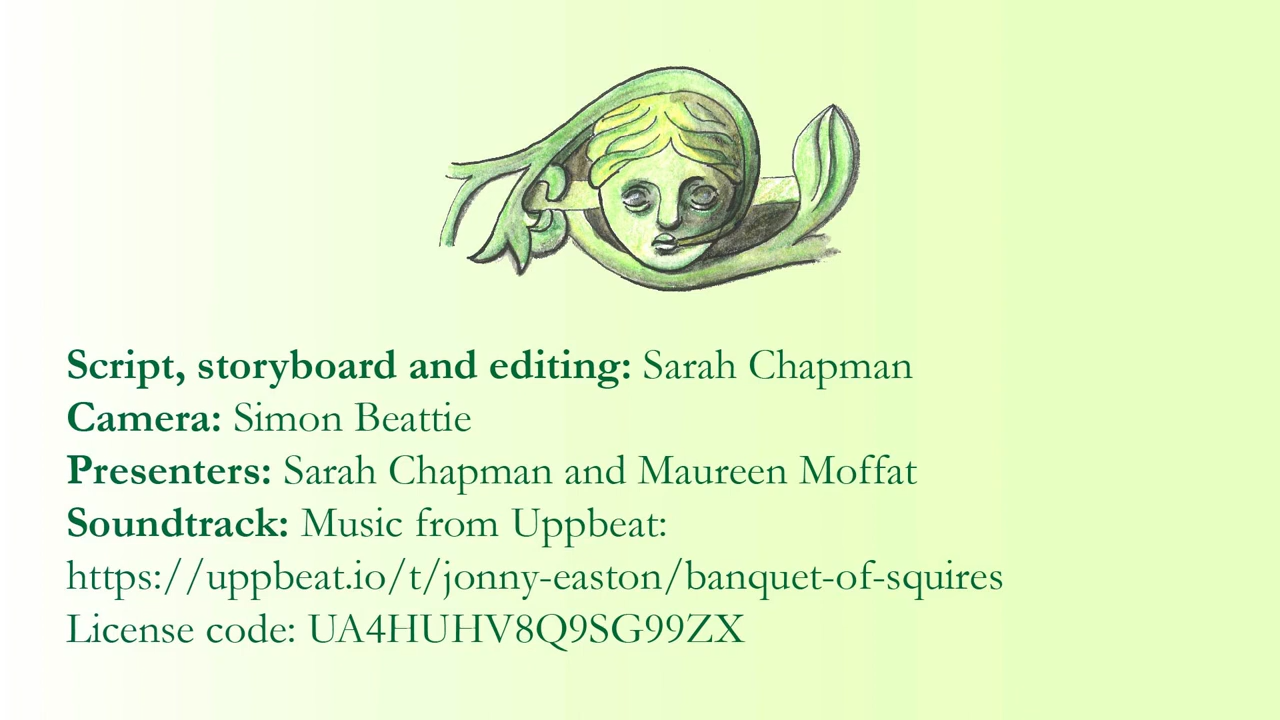 Script, storyboard and editing: Sarah Chapman
Camera: Simon Beattie
Presenters: Sarah Chapman and Maureen Moffat
Soundtrack: Music from Uppbeat:
https://uppbeat.io/t/jonny-easton/banquet-of-squires
License code: UA4HUHV8Q9SG99ZX